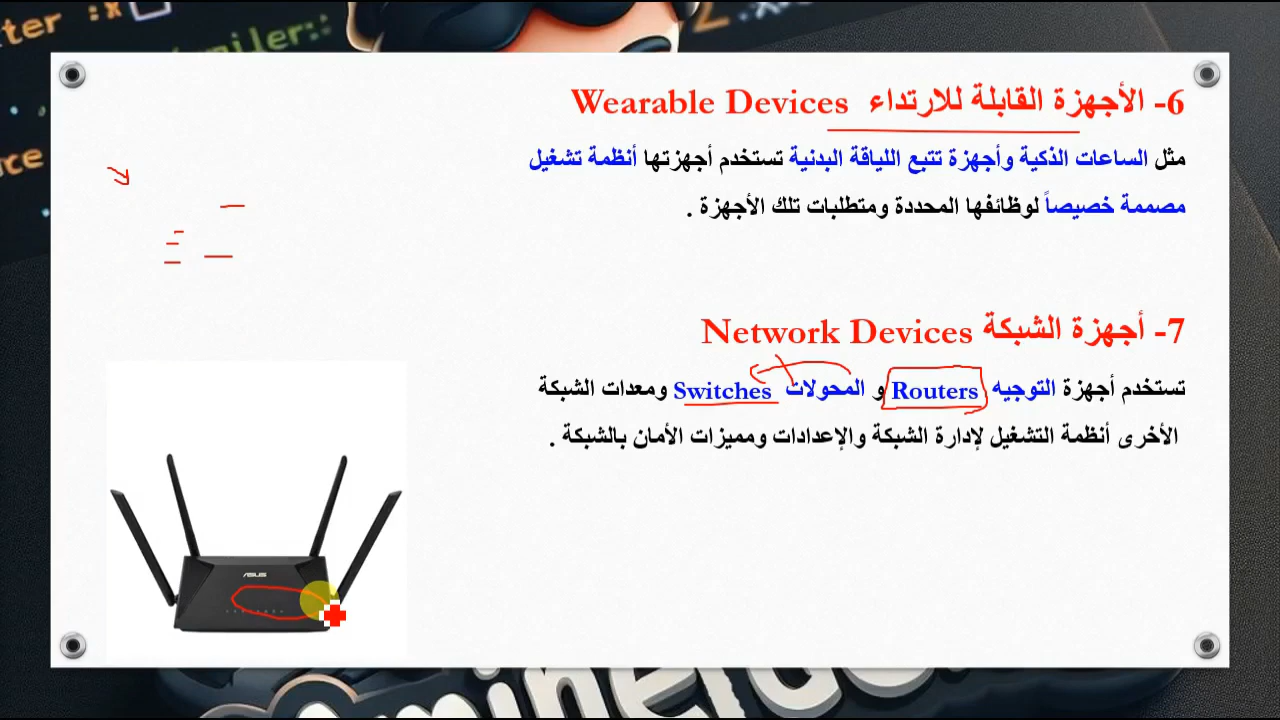 6- الأجهزة القابلة للارتداء Wearable Devices
مثل الساعات الذكية وأجهزة تتبع اللياقة البدنية تستخدم أجهزتها أنظمة تشغيل
مصممة خصيصاً لوظائفها المحددة ومتطلبات تلك الأجهزة .
7- أجهزة الشبكة Network Devices
تستخدم أجهزة التوجيه Routers و المحولات Switches ومعدات الشبكة
الأخرى أنظمة التشغيل لإدارة الشبكة والإعدادات ومميزات الأمان بالشبكة .
ASUS